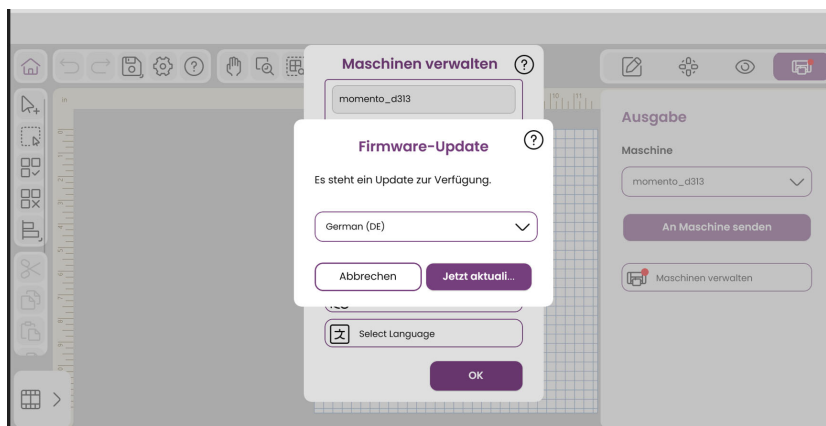 Maschinen verwalten
momento_d313
Firmware-Update
Es steht ein Update zur Verfügung.
German (DE)
Abbrechen
Jetzt aktuali...
Select Language
OK
Ausgabe
Maschine
momento_d313
An Maschine senden
Maschinen verwalten